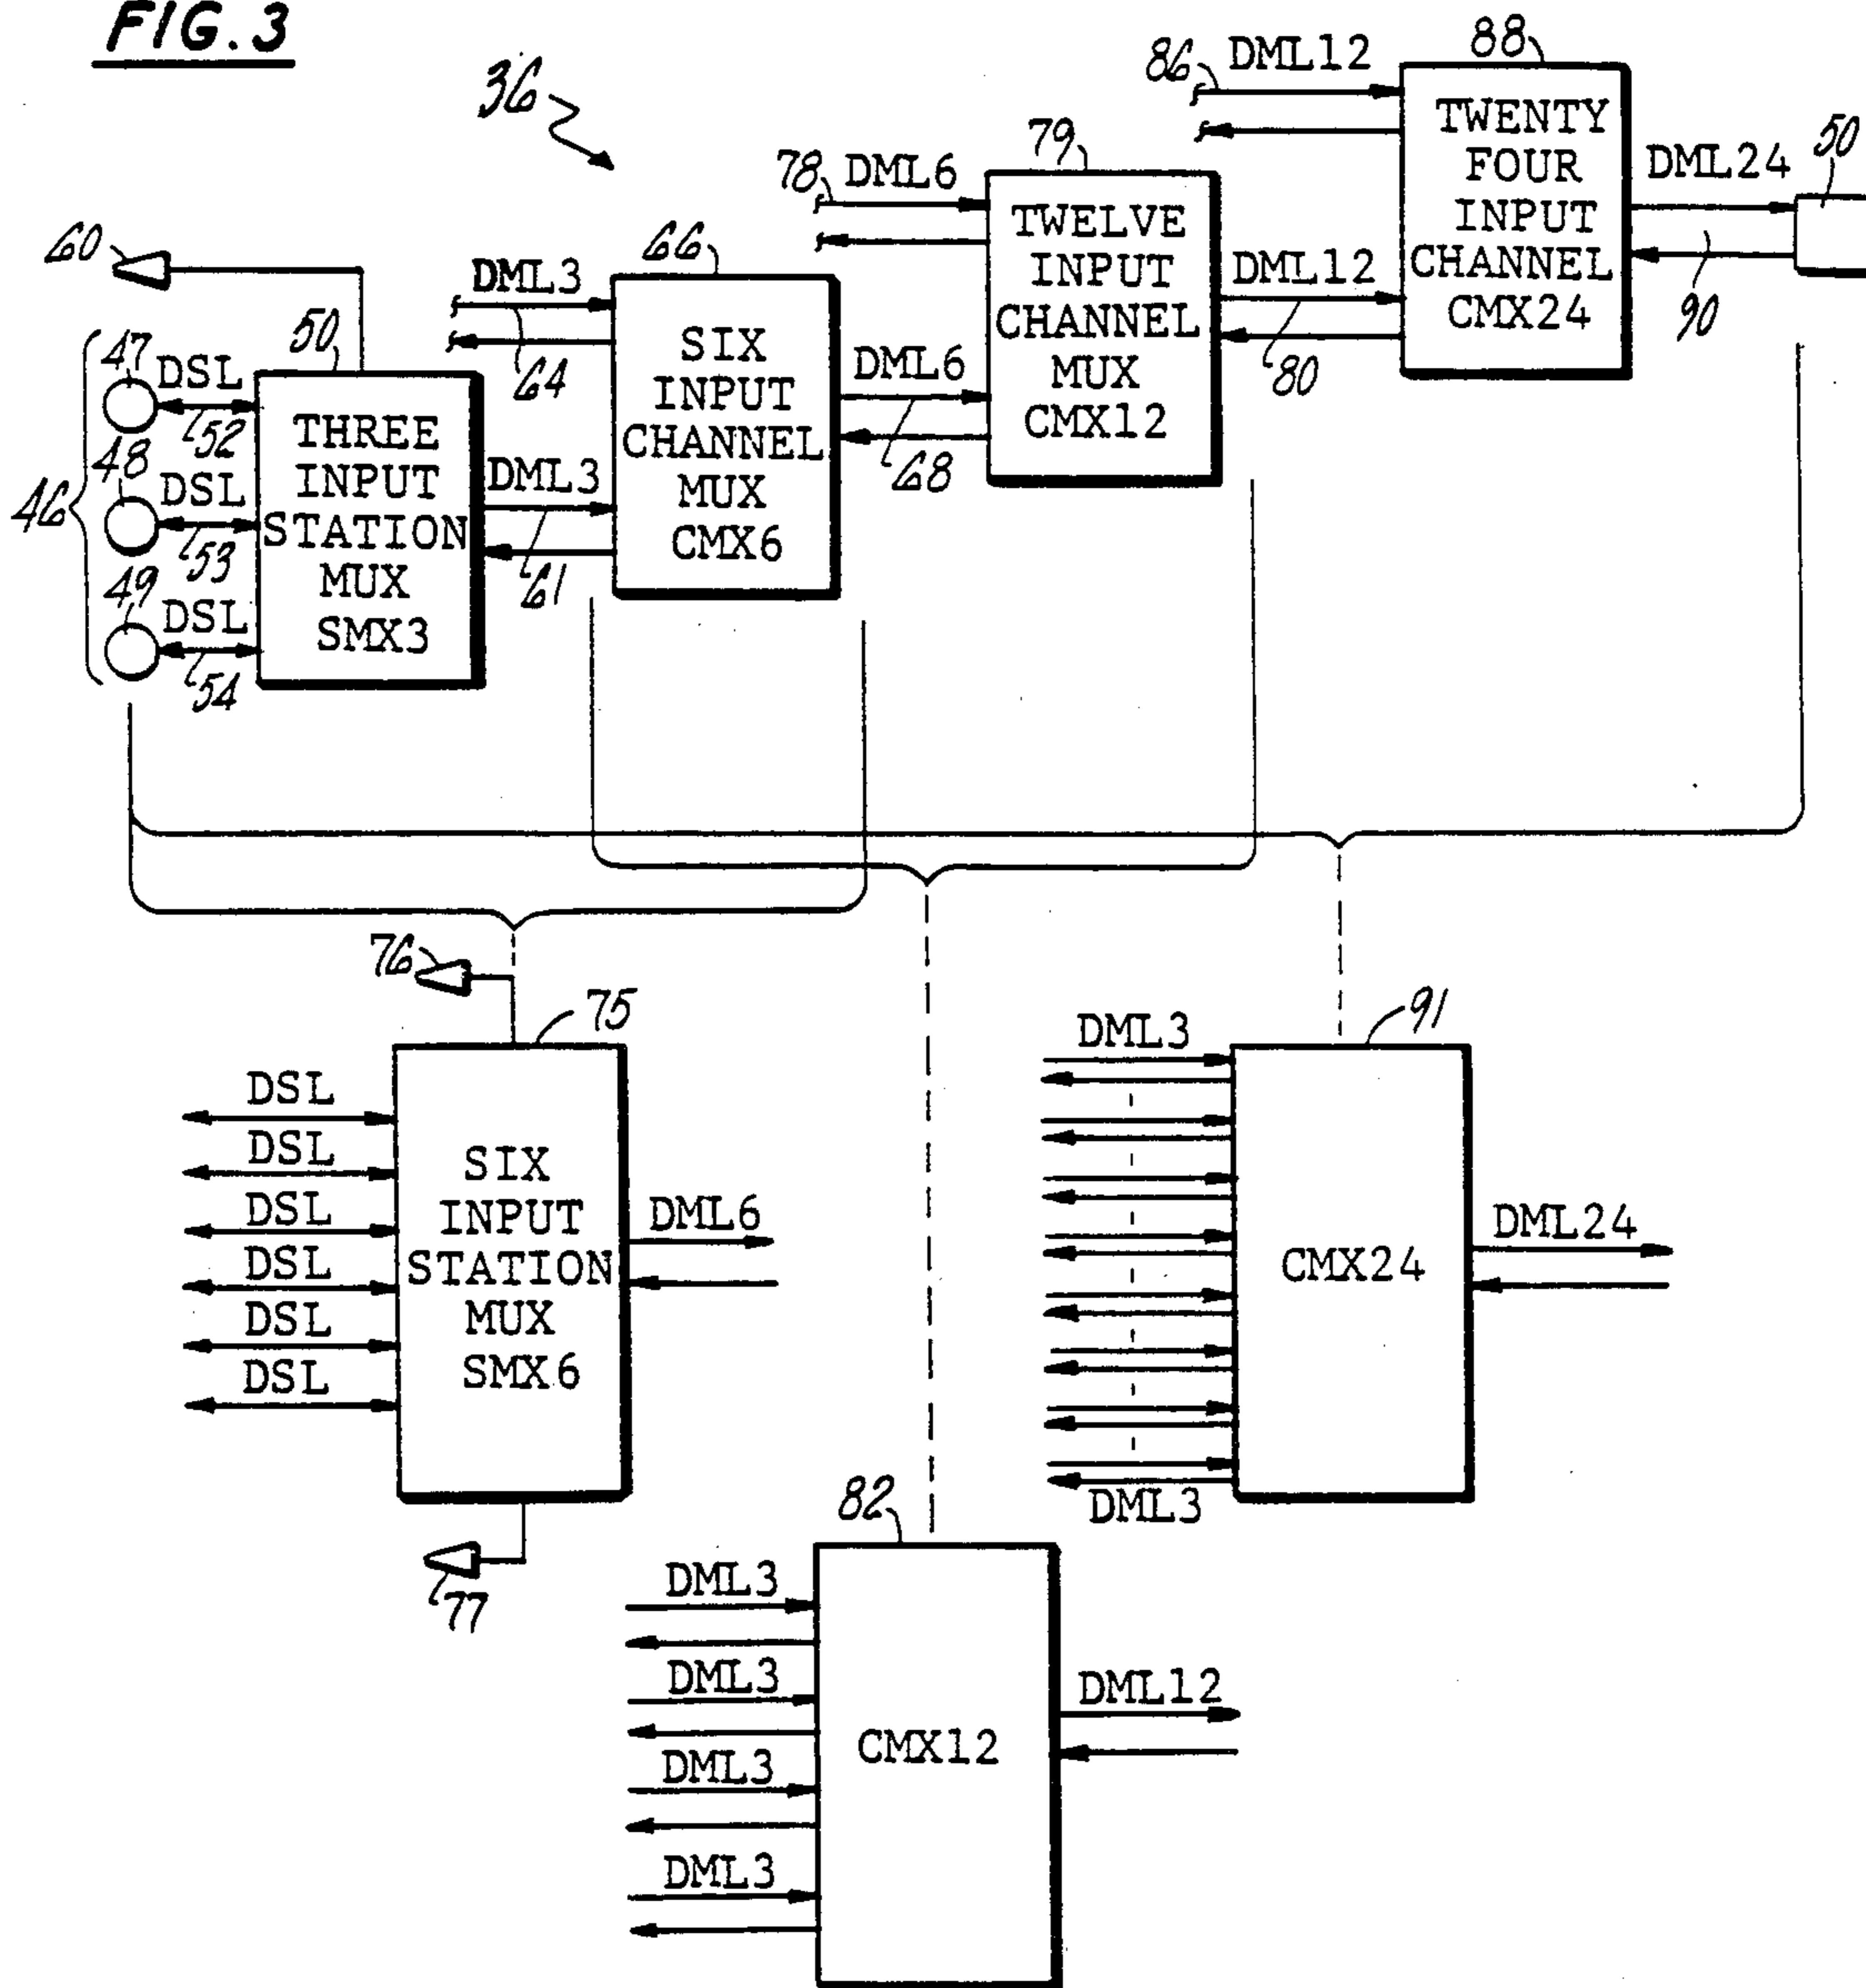 FIG. 3
36
86
DML12
88
TWENTY
FOUR
INPUT
CHANNEL
CMX24
DML24
50
90
78
DML6
79
TWELVE
INPUT
CHANNEL
MUX
CMX12
DML12
80
60
DML3
64
66
SIX
INPUT
CHANNEL
MUX
CMX6
DML6
68
46
47
DSL
52
48
DSL
53
49
DSL
54
50
THREE
INPUT
STATION
MUX
SMX3
DML3
61
76
75
DSL
DSL
DSL
DSL
DSL
DSL
SIX
INPUT
STATION
MUX
SMX6
DML6
77
91
DML3
CMX24
DML24
DML3
82
DML3
DML3
DML3
DML3
CMX12
DML12